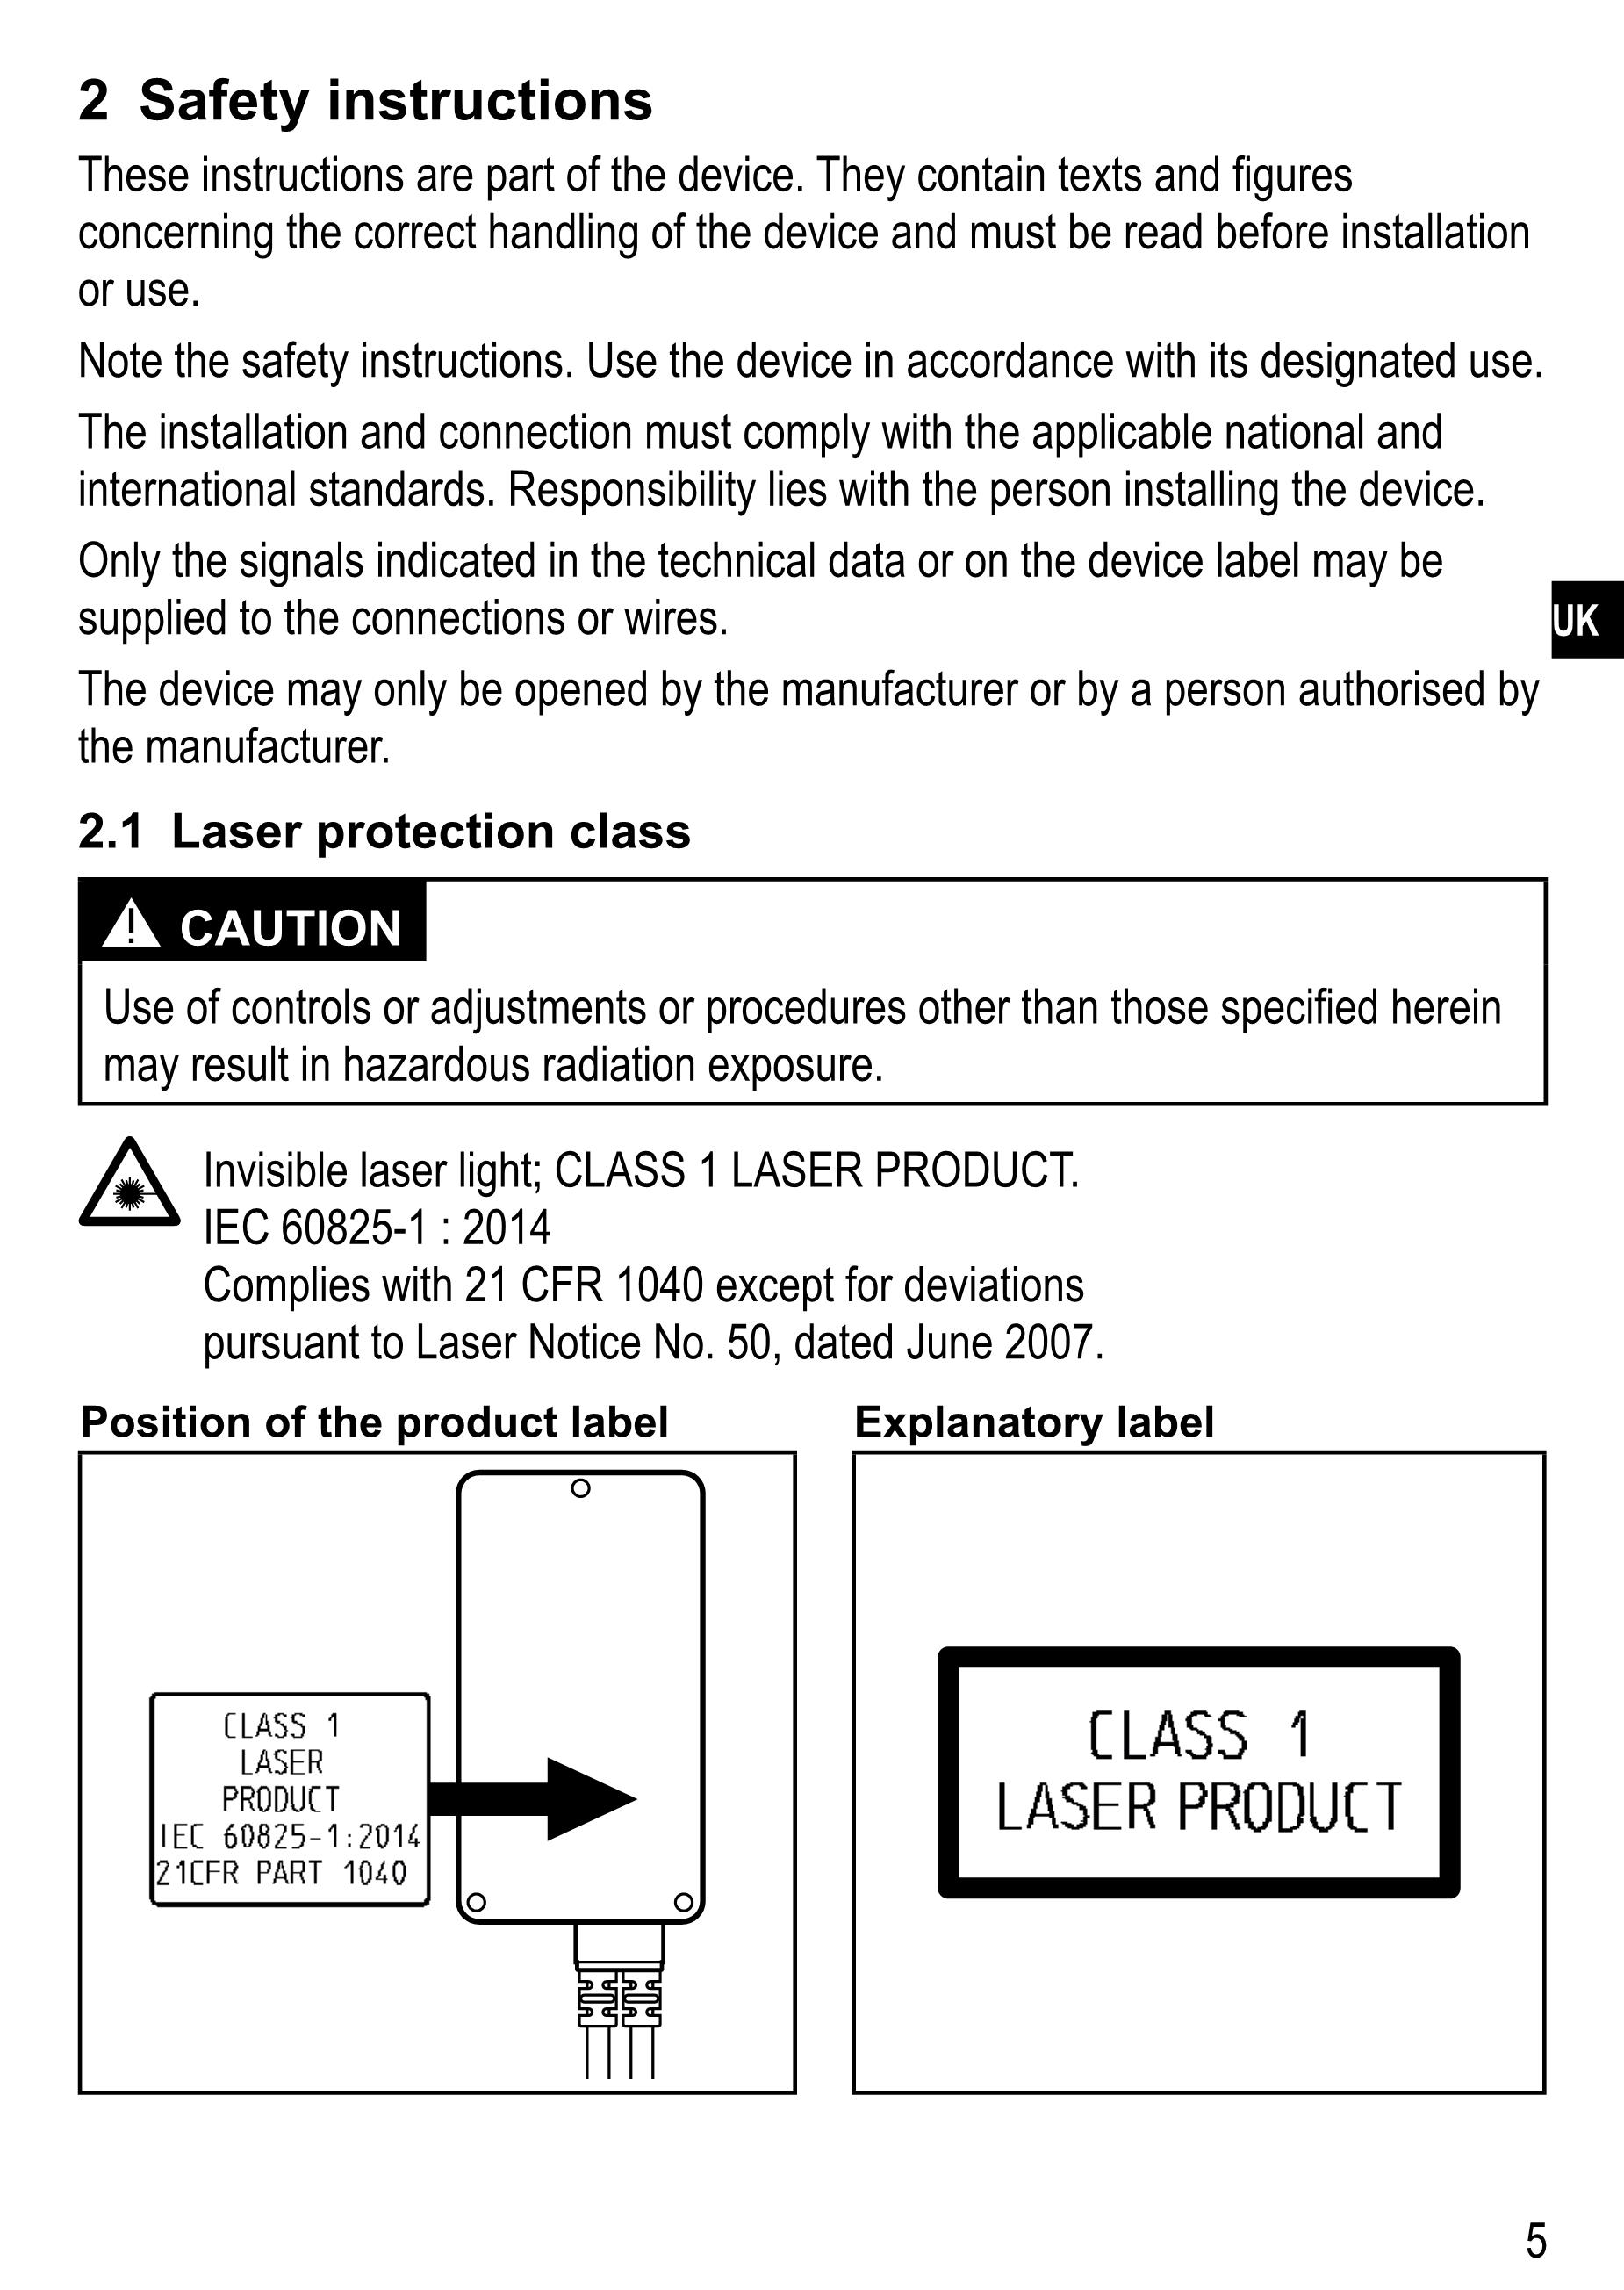 2 Safety instructions
These instructions are part of the device. They contain texts and figures
concerning the correct handling of the device and must be read before installation
or use.
Note the safety instructions. Use the device in accordance with its designated use.
The installation and connection must comply with the applicable national and
international standards. Responsibility lies with the person installing the device.
Only the signals indicated in the technical data or on the device label may be
supplied to the connections or wires.
UK
The device may only be opened by the manufacturer or by a person authorised by
the manufacturer.
2.1 Laser protection class
CAUTION
Use of controls or adjustments or procedures other than those specified herein
may result in hazardous radiation exposure.
Invisible laser light; CLASS 1 LASER PRODUCT.
IEC 60825-1 : 2014
Complies with 21 CFR 1040 except for deviations
pursuant to Laser Notice No. 50, dated June 2007.
Position of the product label
CLASS 1
LASER
PRODUCT
IEC 60825-1:2014
21CFR PART 1040
Explanatory label
CLASS 1
LASER PRODUCT
5